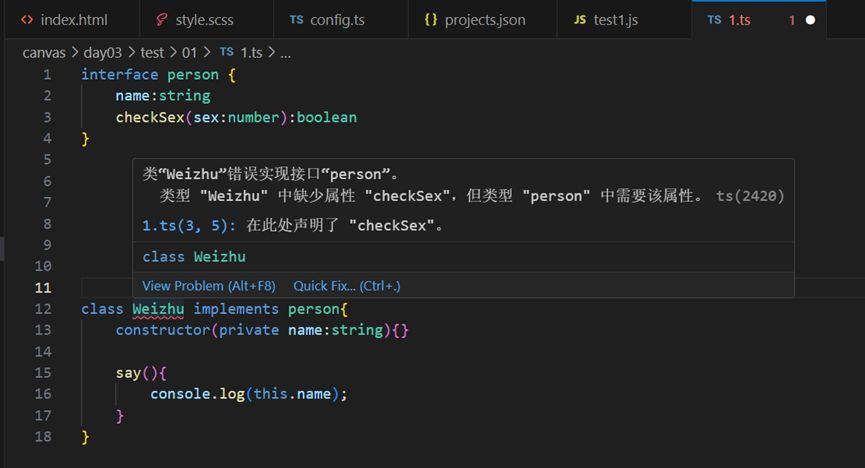 index.html style.scss TS config.ts {} projects.json JS test1.js TS 1.ts 1
canvas > day03 > test > 01 > TS 1.ts > ...
1 interface person {
2 name:string
3 checkSex(sex:number):boolean
4 }
5
6 类“Weizhu”错误实现接口“person”。
7 类型 "Weizhu" 中缺少属性 "checkSex"，但类型 "person" 中需要该属性。 ts(2420)
8 1.ts(3, 5): 在此处声明了 "checkSex"。
9 class Weizhu
10
11 View Problem (Alt+F8) Quick Fix... (Ctrl+.)
12 class Weizhu implements person{
13 constructor(private name:string){}
14
15 say(){
16 console.log(this.name);
17 }
18 }